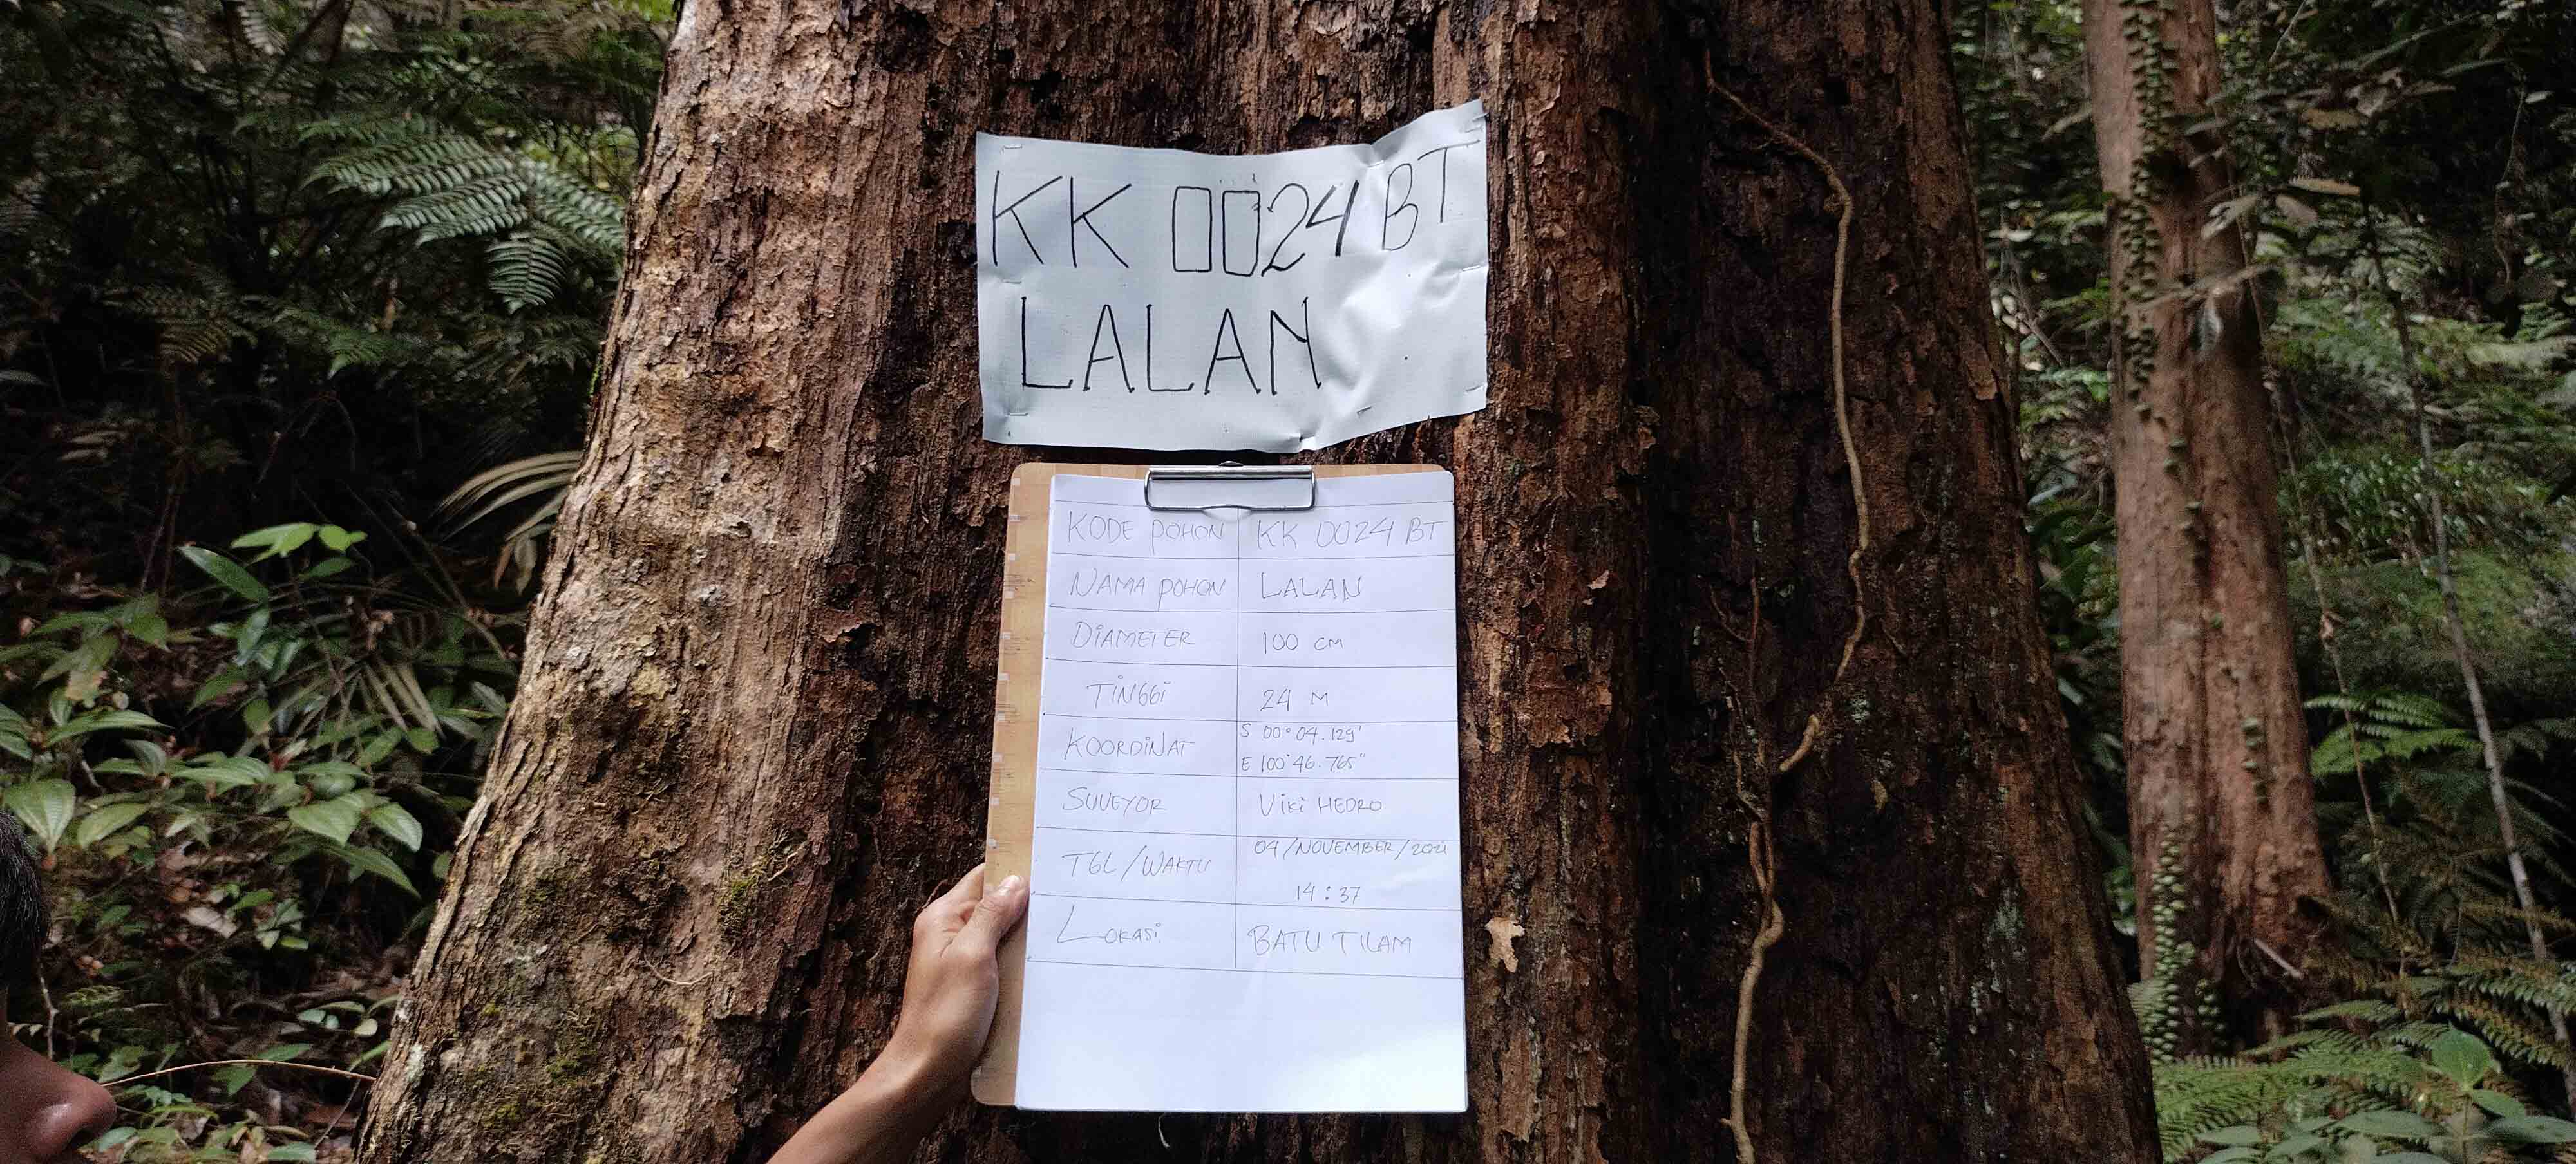 KK 0024 BT
LALAN
KODE POHON KK 0024 BT
NAMA POHON LALAN
DIAMETER 100 CM
TINGGI 24 M
KOORDINAT S 00° 04.129'
E 100° 46.765"
SUVEYOR VIKI HEDRO
TGL/WAKTU 04/NOVEMBER/2021
14:37
LOKASI BATU TILAM